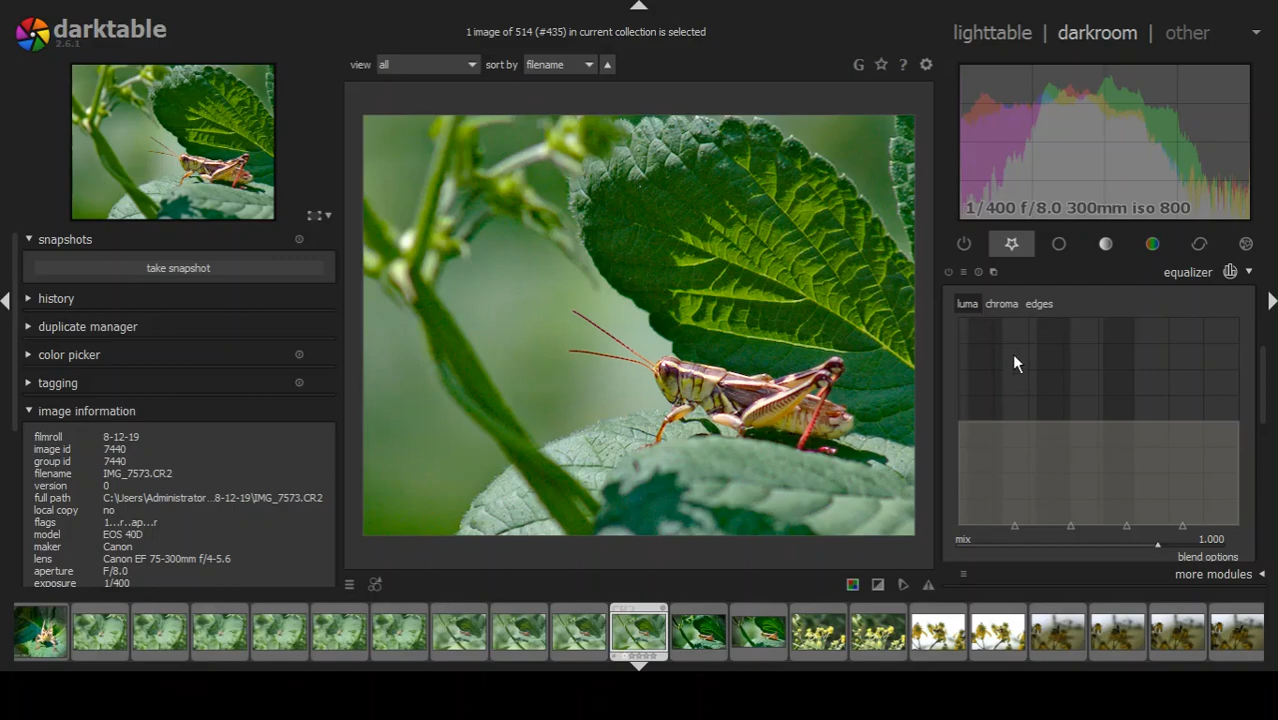 darktable
2.6.1
1 image of 514 (#435) in current collection is selected
lighttable | darkroom | other
view all sort by filename
G ?
1/400 f/8.0 300mm iso 800
snapshots
take snapshot
history
duplicate manager
color picker
tagging
image information
filmroll 8-12-19
image id 7440
group id 7440
filename IMG_7573.CR2
version 0
full path C:\Users\Administrator...8-12-19\IMG_7573.CR2
local copy no
flags 1...r..ap...r
model EOS 40D
maker Canon
lens Canon EF 75-300mm f/4-5.6
aperture F/8.0
exposure 1/400
equalizer
luma chroma edges
mix 1.000
blend options
more modules